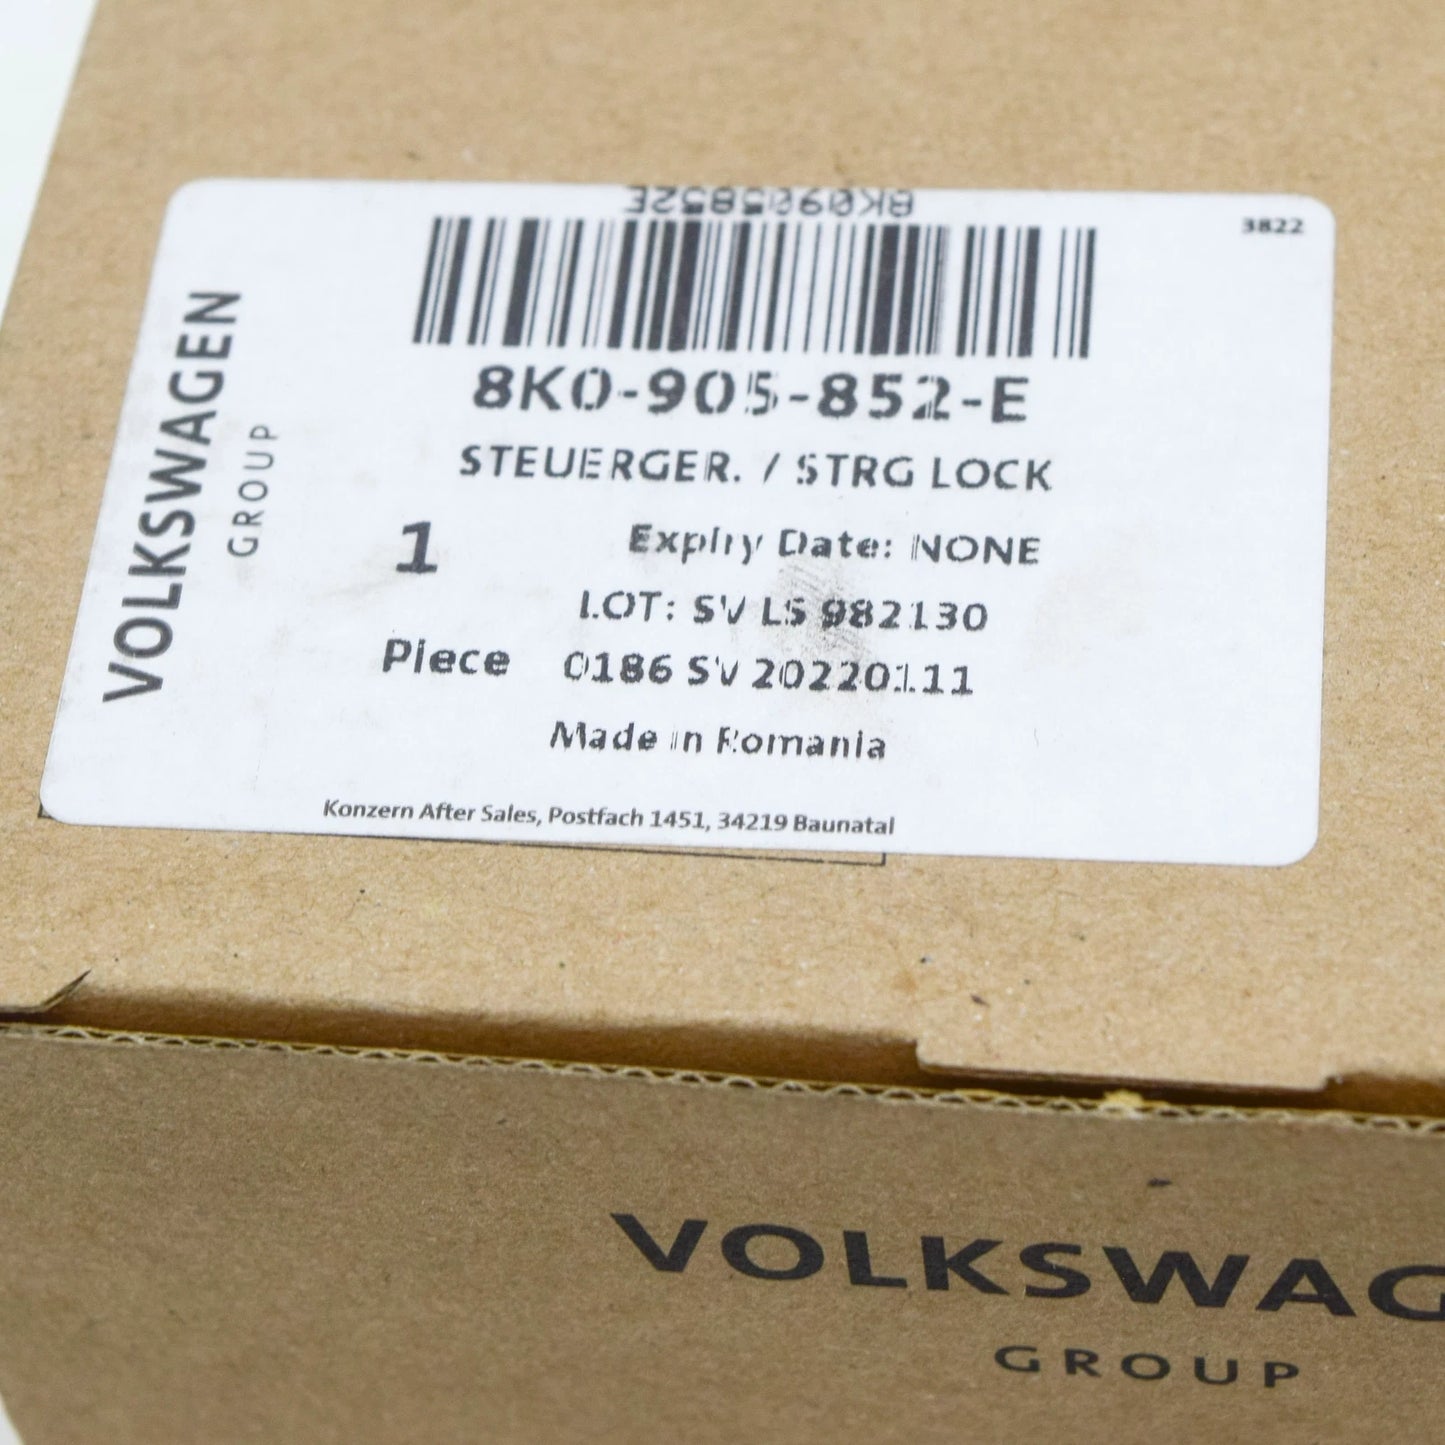 8K0905852E
3822
8K0-905-852-E
STEUERGER. / STRG LOCK
1
Expiry Date: NONE
LOT: SV LS 982130
Piece
0186 SV 20220111
Made in Romania
Konzern After Sales, Postfach 1451, 34219 Baunatal
VOLKSWAGEN
GROUP
VOLKSWAG
GROUP